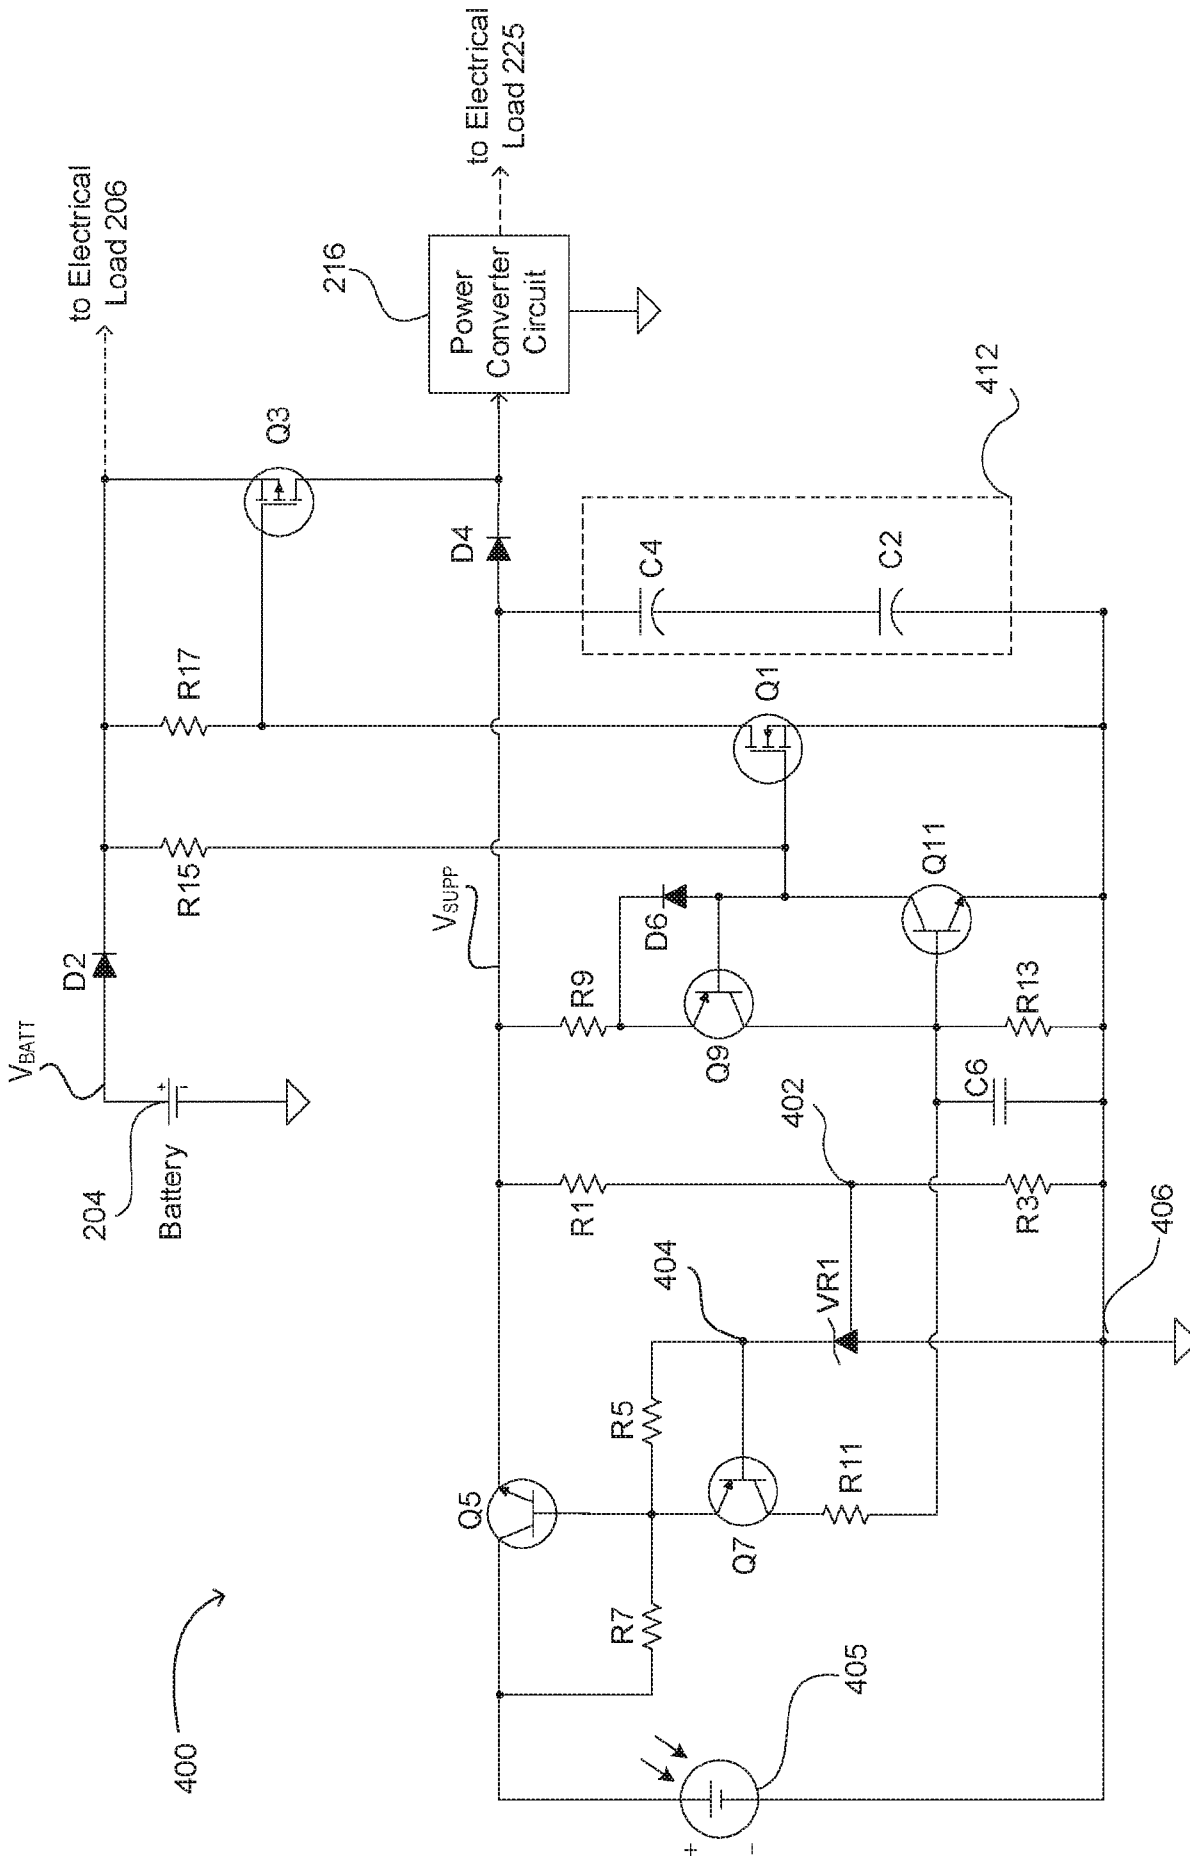 400
V_BATT
204
Battery
D2
to Electrical
Load 206
R15
R17
Q3
V_SUPP
D4
216
Power
Converter
Circuit
to Electrical
Load 225
Q5
R7
R5
404
Q7
R11
VR1
R1
402
R3
R9
Q9
D6
C6
R13
Q11
Q1
C4
C2
412
+
-
405
406
+
-